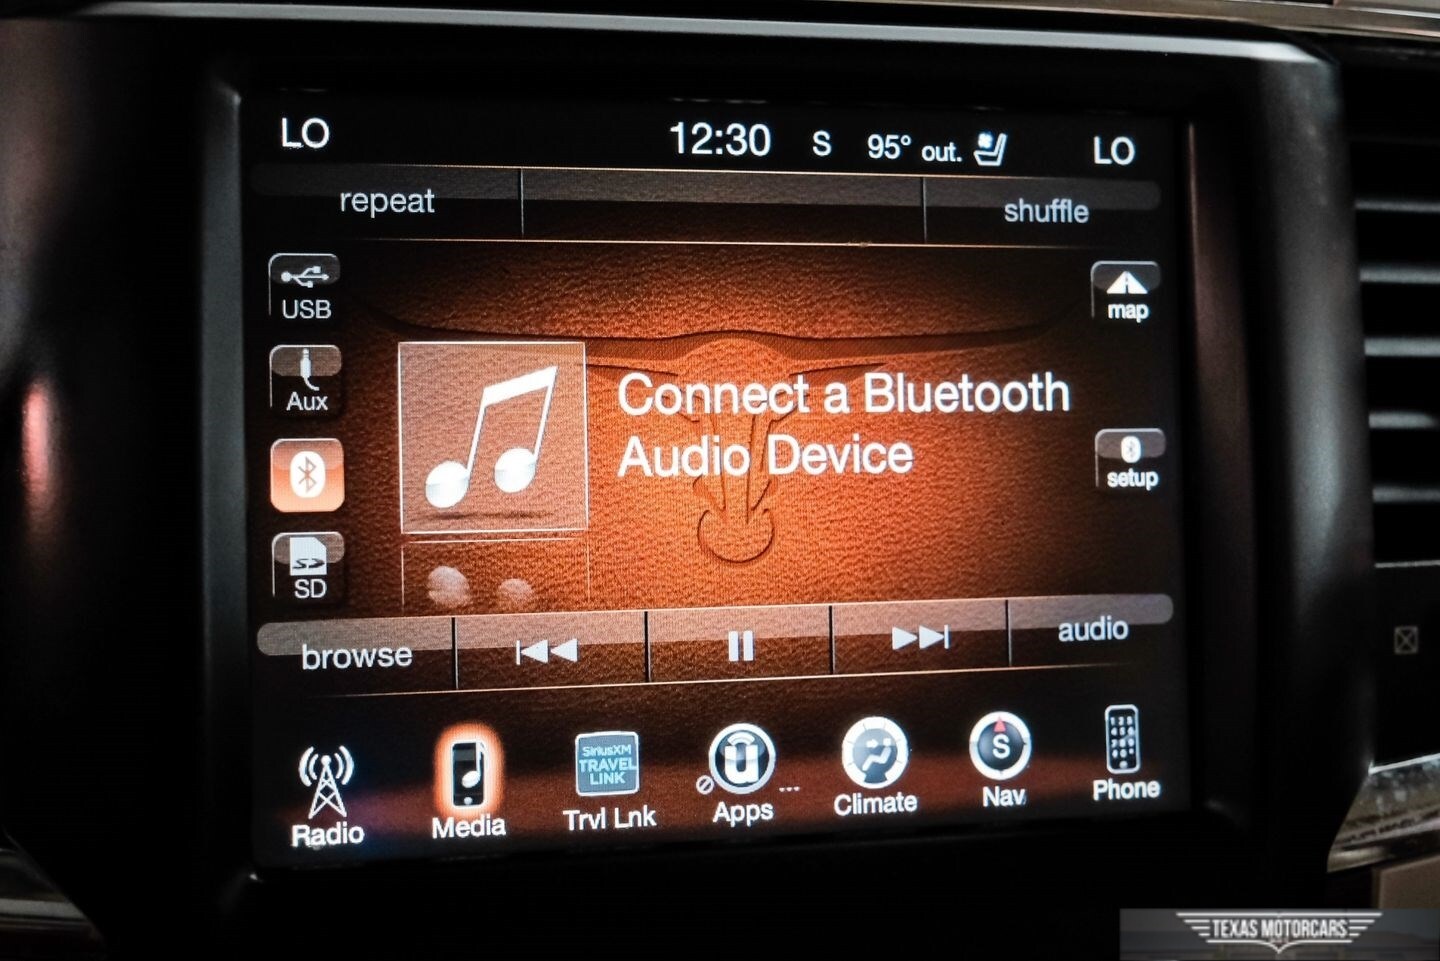 LO 12:30 S 95° out. LO
repeat shuffle
USB
map
Aux
Connect a Bluetooth
Audio Device
setup
SD
browse audio
SiriusXM
TRAVEL
LINK
S
Radio Media Trvl Lnk Apps ... Climate Nav Phone
TEXAS MOTORCARS